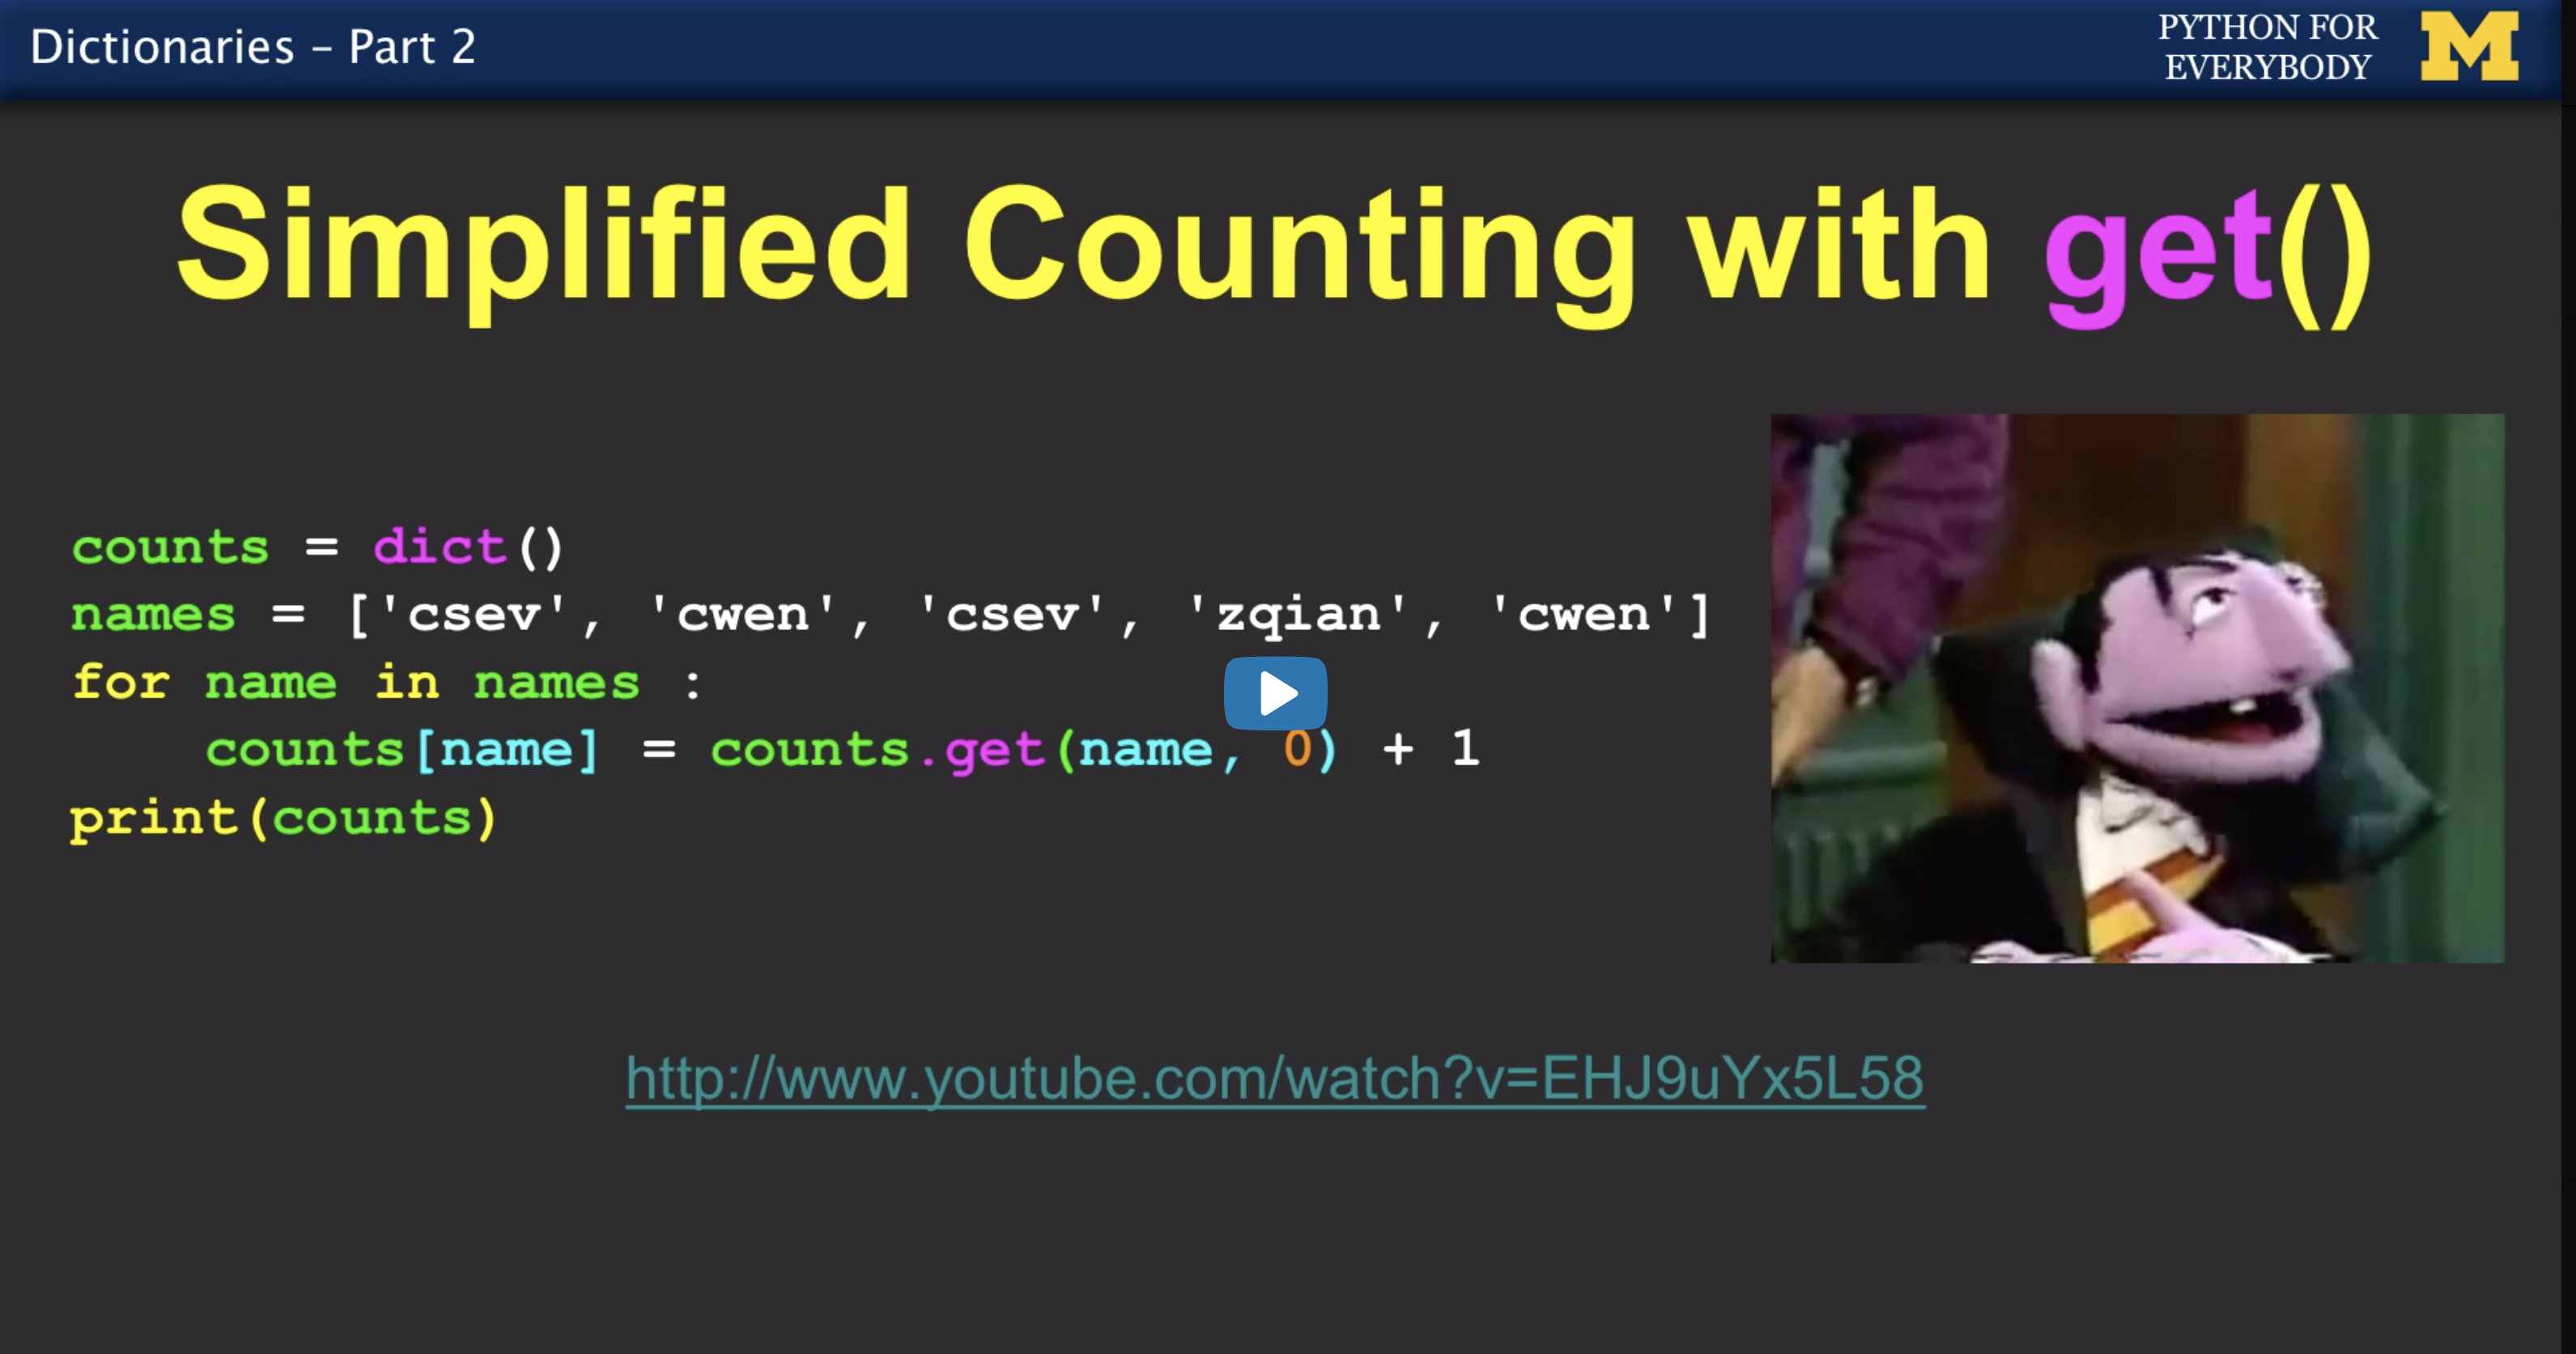 Dictionaries – Part 2
PYTHON FOR
EVERYBODY
M
Simplified Counting with get()
counts = dict()
names = ['csev', 'cwen', 'csev', 'zqian', 'cwen']
for name in names :
    counts[name] = counts.get(name, 0) + 1
print(counts)
http://www.youtube.com/watch?v=EHJ9uYx5L58